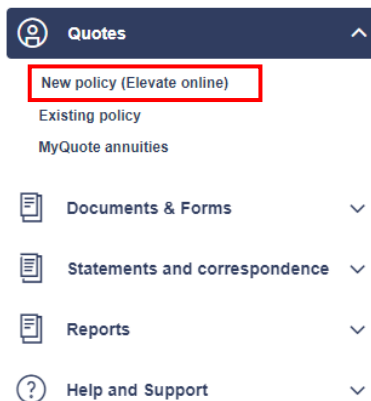 Quotes
New policy (Elevate online)
Existing policy
MyQuote annuities
Documents & Forms
Statements and correspondence
Reports
Help and Support